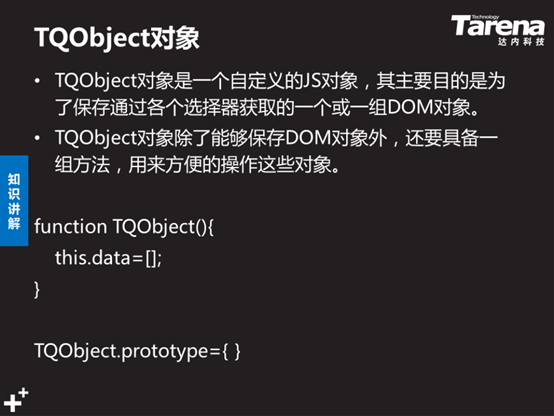 TQObject对象
Technology
Tarena
达内科技
• TQObject对象是一个自定义的JS对象，其主要目的是为
了保存通过各个选择器获取的一个或一组DOM对象。
• TQObject对象除了能够保存DOM对象外，还要具备一
组方法，用来方便的操作这些对象。
知识讲解
function TQObject(){
this.data=[];
}
TQObject.prototype={ }